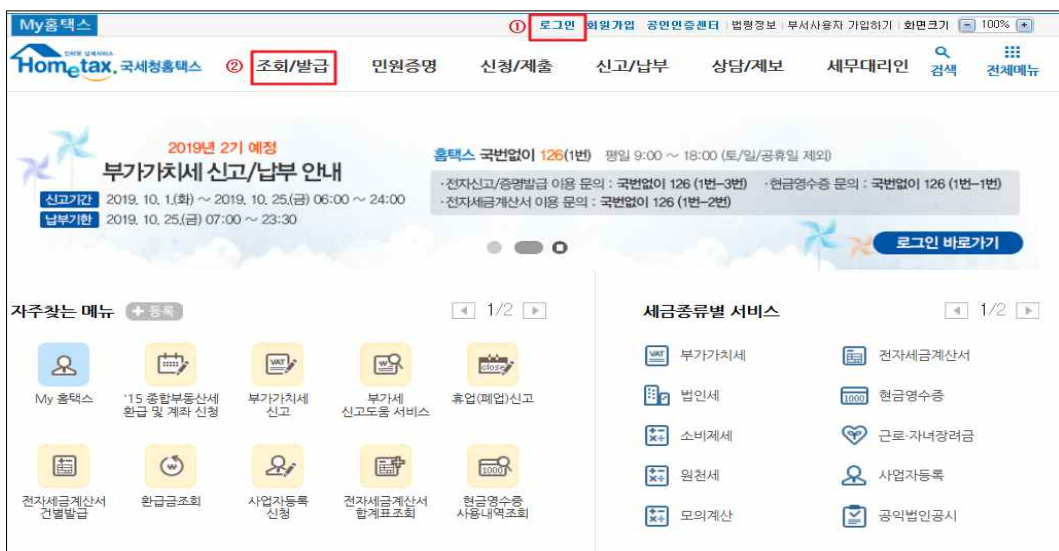 My홈택스
① 로그인 회원가입 공인인증센터 법령정보 부서사용자 가입하기 화면크기 - 100% +
Hometax. 국세청홈택스 ② 조회/발급 민원증명 신청/제출 신고/납부 상담/제보 세무대리인 검색 전체메뉴
2019년 2기 예정
부가가치세 신고/납부 안내
신고기간 2019. 10. 1.(화) ~ 2019. 10. 25.(금) 06:00 ~ 24:00
납부기한 2019. 10. 25.(금) 07:00 ~ 23:30
홈택스 국번없이 126(1번) 평일 9:00 ~ 18:00 (토/일/공휴일 제외)
·전자신고/증명발급 이용 문의 : 국번없이 126 (1번-3번) ·현금영수증 문의 : 국번없이 126 (1번-1번)
·전자세금계산서 이용 문의 : 국번없이 126 (1번-2번)
로그인 바로가기
자주찾는 메뉴 + 등록 1/2
My 홈택스
'15 종합부동산세
환급 및 계좌 신청
VAT
부가가치세
신고
부가세
신고도움 서비스
close
휴업(폐업)신고
전자세금계산서
건별발급
환급금조회
사업자등록
신청
전자세금계산서
합계표조회
1000
현금영수증
사용내역조회
세금종류별 서비스 1/2
VAT 부가가치세
전자세금계산서
법인세
1000 현금영수증
소비제세
근로·자녀장려금
원천세
사업자등록
모의계산
공익법인공시